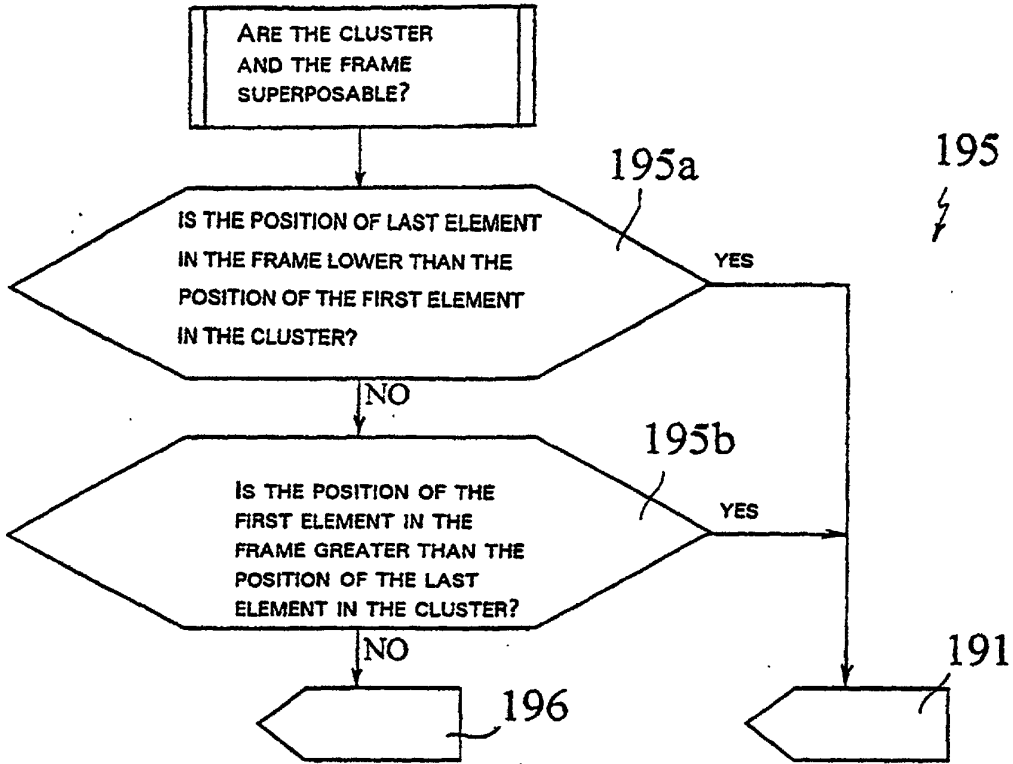 ARE THE CLUSTER
AND THE FRAME
SUPERPOSABLE?
195a
195
IS THE POSITION OF LAST ELEMENT
IN THE FRAME LOWER THAN THE
POSITION OF THE FIRST ELEMENT
IN THE CLUSTER?
YES
NO
195b
IS THE POSITION OF THE
FIRST ELEMENT IN THE
FRAME GREATER THAN THE
POSITION OF THE LAST
ELEMENT IN THE CLUSTER?
YES
NO
196
191